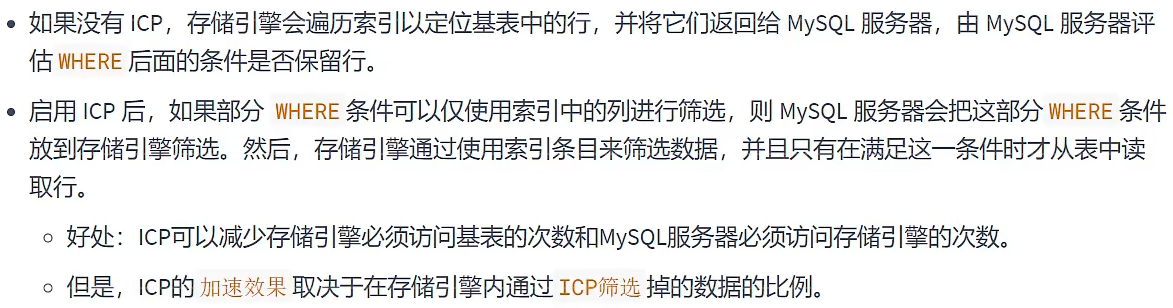 如果没有 ICP，存储引擎会遍历索引以定位基表中的行，并将它们返回给 MySQL 服务器，由 MySQL 服务器评
估 WHERE 后面的条件是否保留行。
启用 ICP 后，如果部分 WHERE 条件可以仅使用索引中的列进行筛选，则 MySQL 服务器会把这部分 WHERE 条件
放到存储引擎筛选。然后，存储引擎通过使用索引条目来筛选数据，并且只有在满足这一条件时才从表中读
取行。
好处：ICP可以减少存储引擎必须访问基表的次数和MySQL服务器必须访问存储引擎的次数。
但是，ICP的 加速效果 取决于在存储引擎内通过 ICP筛选 掉的数据的比例。